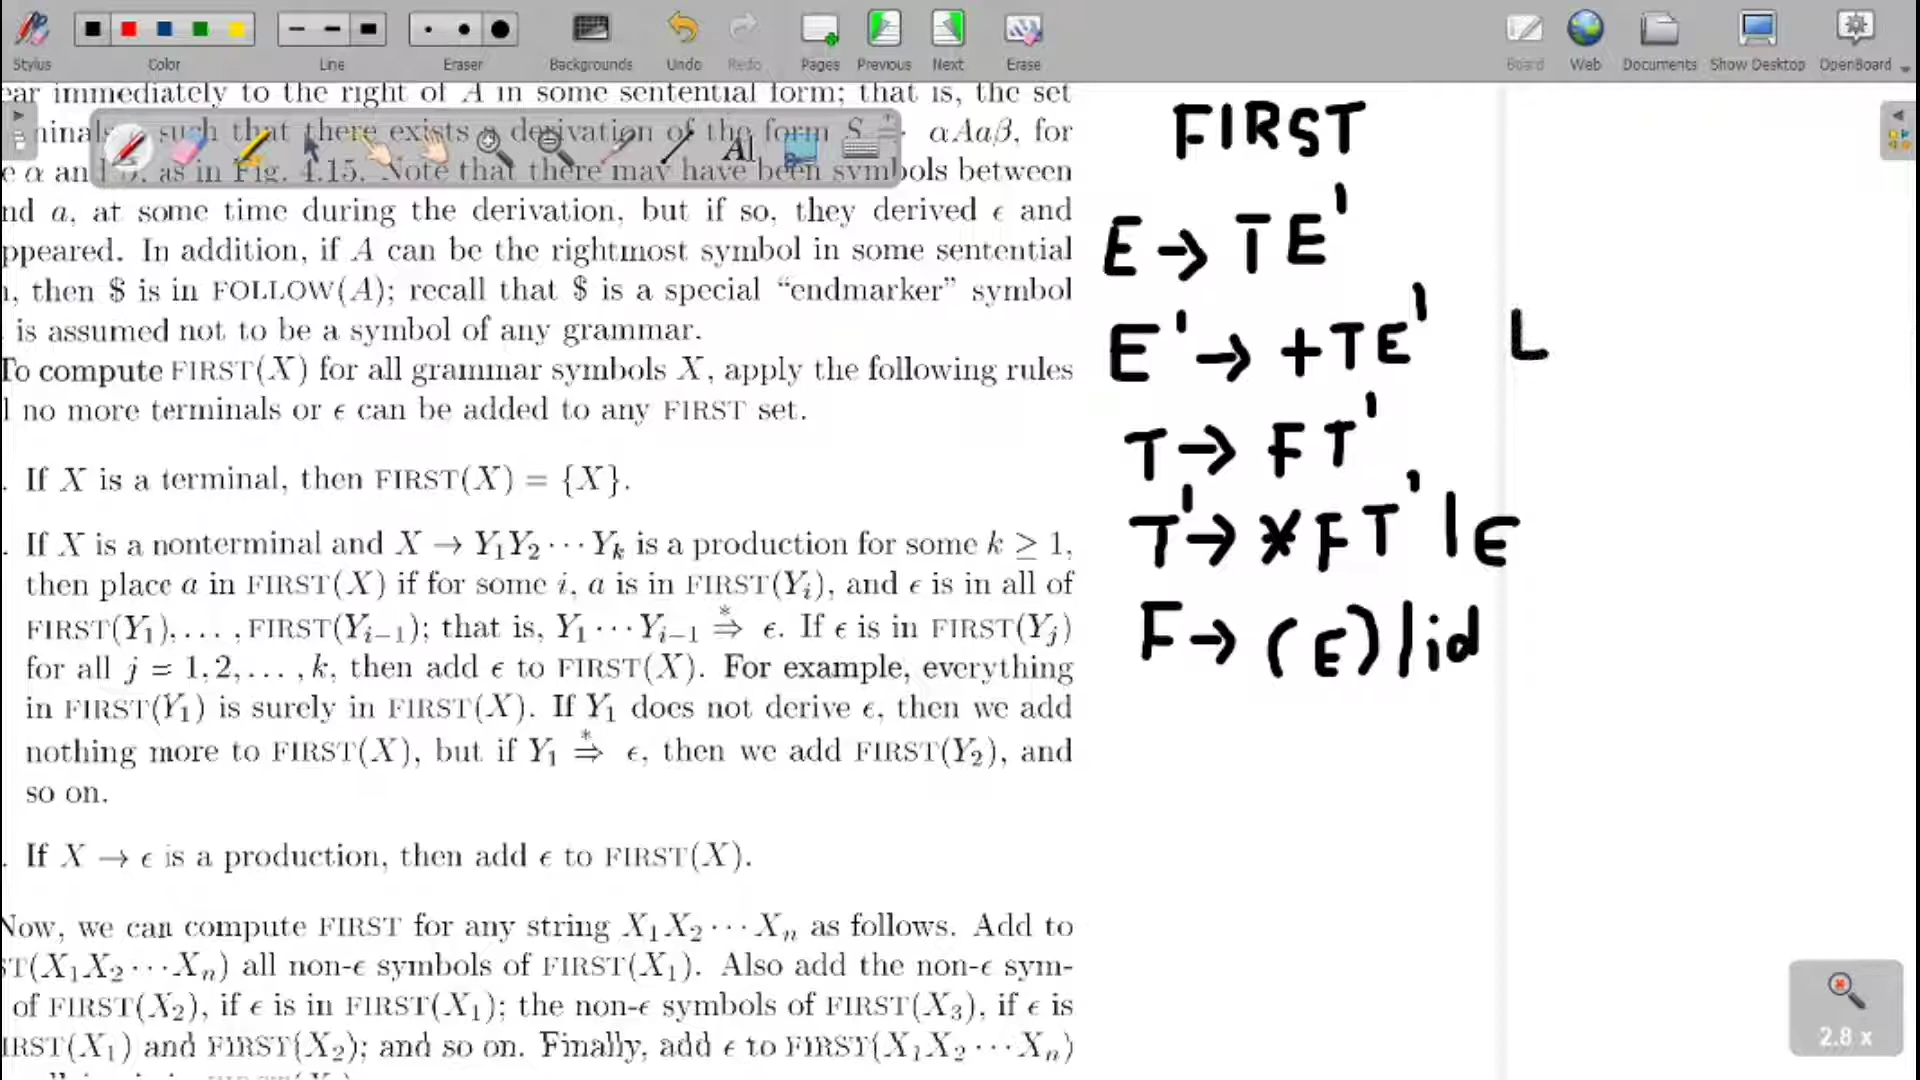 Stylus Color Line Eraser Backgrounds Undo Redo Pages Previous Next Erase Board Web Documents Show Desktop OpenBoard
ear immediately to the right of A in some sentential form; that is, the set
such that there exists a derivation of the form S ⇒ αAaβ, for
α and β, as in Fig. 4.15. Note that there may have been symbols between
nd a, at some time during the derivation, but if so, they derived ϵ and
ppeared. In addition, if A can be the rightmost symbol in some sentential
, then $ is in FOLLOW(A); recall that $ is a special “endmarker” symbol
is assumed not to be a symbol of any grammar.
To compute FIRST(X) for all grammar symbols X, apply the following rules
l no more terminals or ϵ can be added to any FIRST set.
. If X is a terminal, then FIRST(X) = {X}.
. If X is a nonterminal and X → Y₁Y₂⋯Yₖ is a production for some k ≥ 1,
then place a in FIRST(X) if for some i, a is in FIRST(Yᵢ), and ϵ is in all of
FIRST(Y₁), … , FIRST(Yᵢ₋₁); that is, Y₁⋯Yᵢ₋₁ ⇒* ϵ. If ϵ is in FIRST(Yⱼ)
for all j = 1, 2, … , k, then add ϵ to FIRST(X). For example, everything
in FIRST(Y₁) is surely in FIRST(X). If Y₁ does not derive ϵ, then we add
nothing more to FIRST(X), but if Y₁ ⇒* ϵ, then we add FIRST(Y₂), and
so on.
. If X → ϵ is a production, then add ϵ to FIRST(X).
Now, we can compute FIRST for any string X₁X₂⋯Xₙ as follows. Add to
ST(X₁X₂⋯Xₙ) all non-ϵ symbols of FIRST(X₁). Also add the non-ϵ sym-
of FIRST(X₂), if ϵ is in FIRST(X₁); the non-ϵ symbols of FIRST(X₃), if ϵ is
IRST(X₁) and FIRST(X₂); and so on. Finally, add ϵ to FIRST(X₁X₂⋯Xₙ)
FIRST
E → TE'
E' → +TE' L
T → FT'
T' → *FT' | ϵ
F → (E) | id
2.8 x